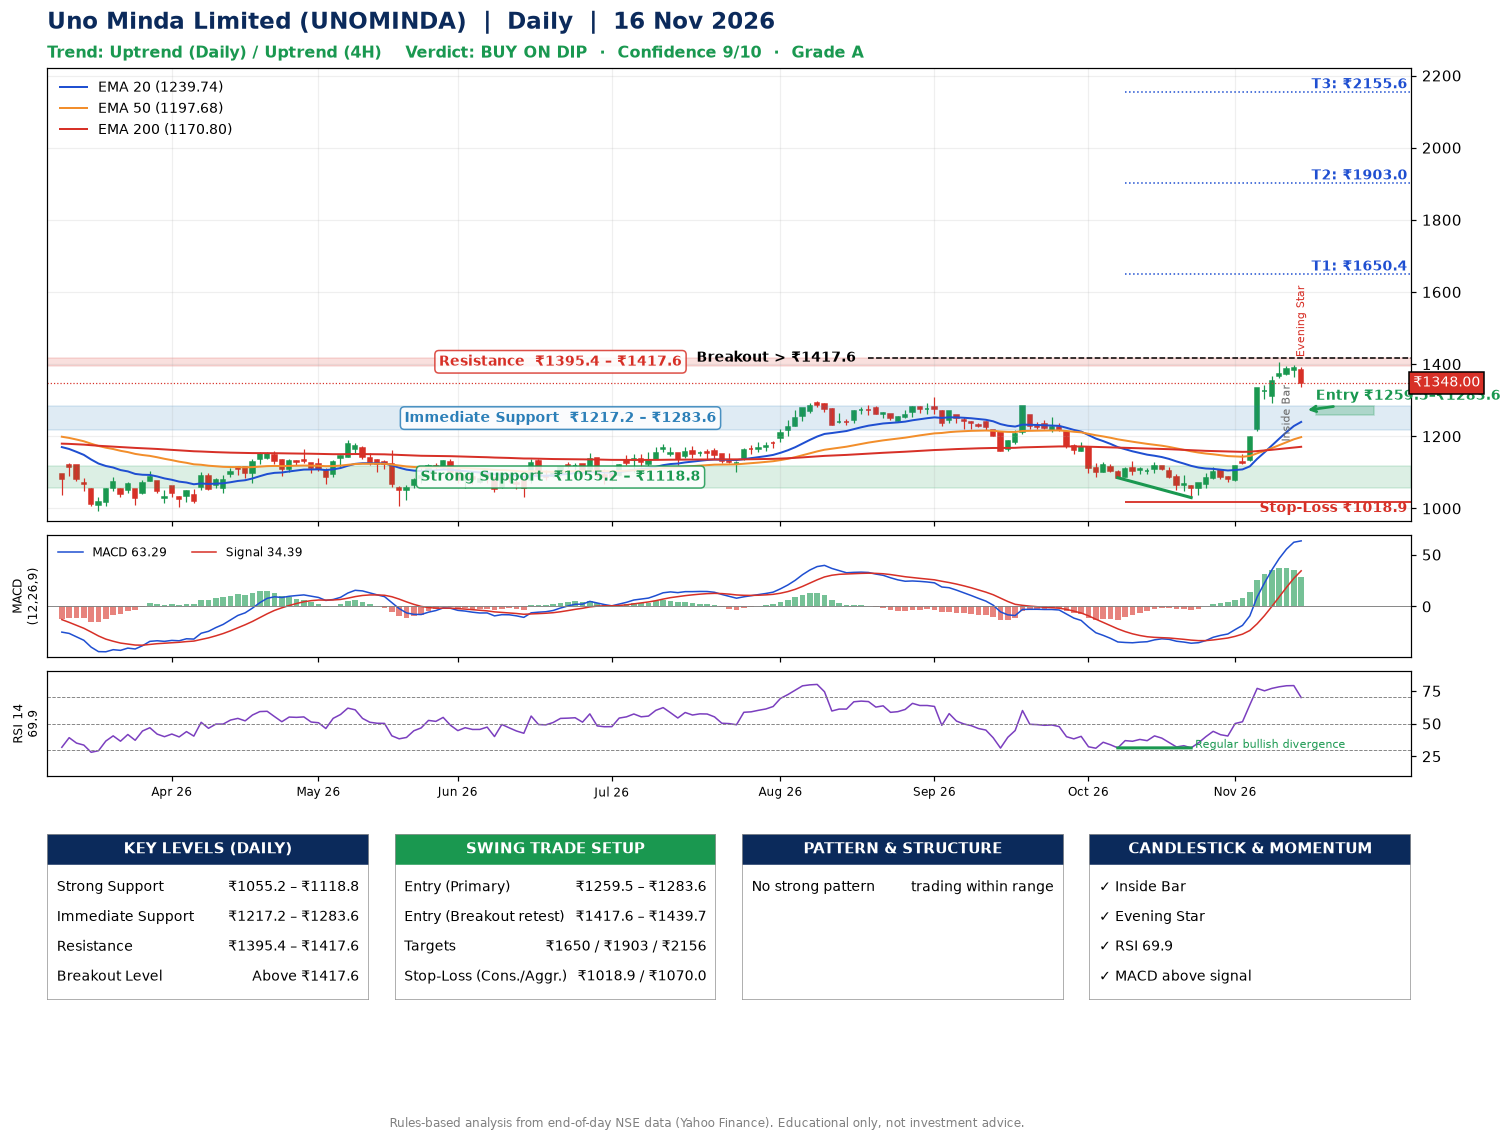 Uno Minda Limited (UNOMINDA) | Daily | 16 Nov 2026
Trend: Uptrend (Daily) / Uptrend (4H) Verdict: BUY ON DIP · Confidence 9/10 · Grade A
EMA 20 (1239.74)
EMA 50 (1197.68)
EMA 200 (1170.80)
T3: ₹2155.6
T2: ₹1903.0
T1: ₹1650.4
Evening Star
Inside Bar
Resistance ₹1395.4 – ₹1417.6
Breakout > ₹1417.6
₹1348.00
Entry ₹1259.5–₹1283.6
Immediate Support ₹1217.2 – ₹1283.6
Strong Support ₹1055.2 – ₹1118.8
Stop-Loss ₹1018.9
2200
2000
1800
1600
1400
1200
1000
MACD 63.29
Signal 34.39
MACD
(12,26,9)
50
0
RSI 14
69.9
75
50
25
Regular bullish divergence
Apr 26
May 26
Jun 26
Jul 26
Aug 26
Sep 26
Oct 26
Nov 26
KEY LEVELS (DAILY)
Strong Support ₹1055.2 – ₹1118.8
Immediate Support ₹1217.2 – ₹1283.6
Resistance ₹1395.4 – ₹1417.6
Breakout Level Above ₹1417.6
SWING TRADE SETUP
Entry (Primary) ₹1259.5 – ₹1283.6
Entry (Breakout retest) ₹1417.6 – ₹1439.7
Targets ₹1650 / ₹1903 / ₹2156
Stop-Loss (Cons./Aggr.) ₹1018.9 / ₹1070.0
PATTERN & STRUCTURE
No strong pattern trading within range
CANDLESTICK & MOMENTUM
✓ Inside Bar
✓ Evening Star
✓ RSI 69.9
✓ MACD above signal
Rules-based analysis from end-of-day NSE data (Yahoo Finance). Educational only, not investment advice.